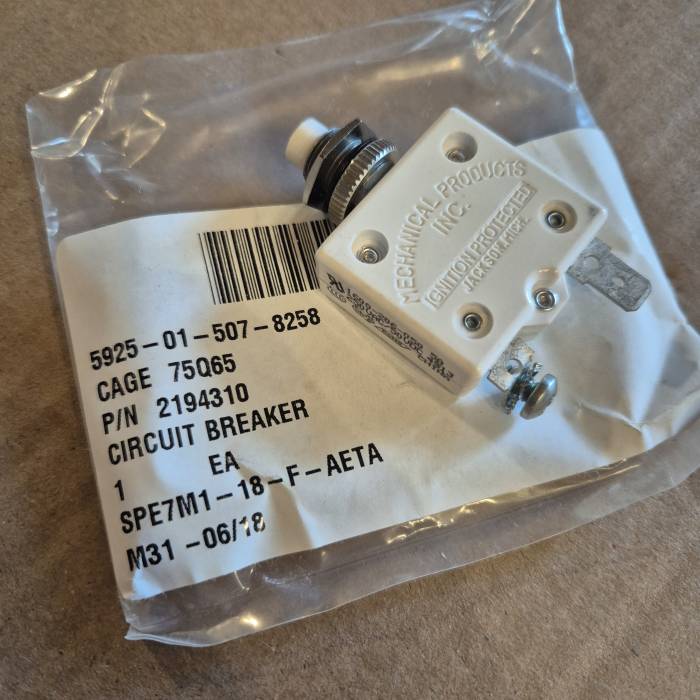 5925-01-507-8258
CAGE 75Q65
P/N 2194310
CIRCUIT BREAKER
1 EA
SPE7M1-18-F-AETA
M31 -06/18
MECHANICAL PRODUCTS
INC.
IGNITION PROTECTED
JACKSON, MICH.